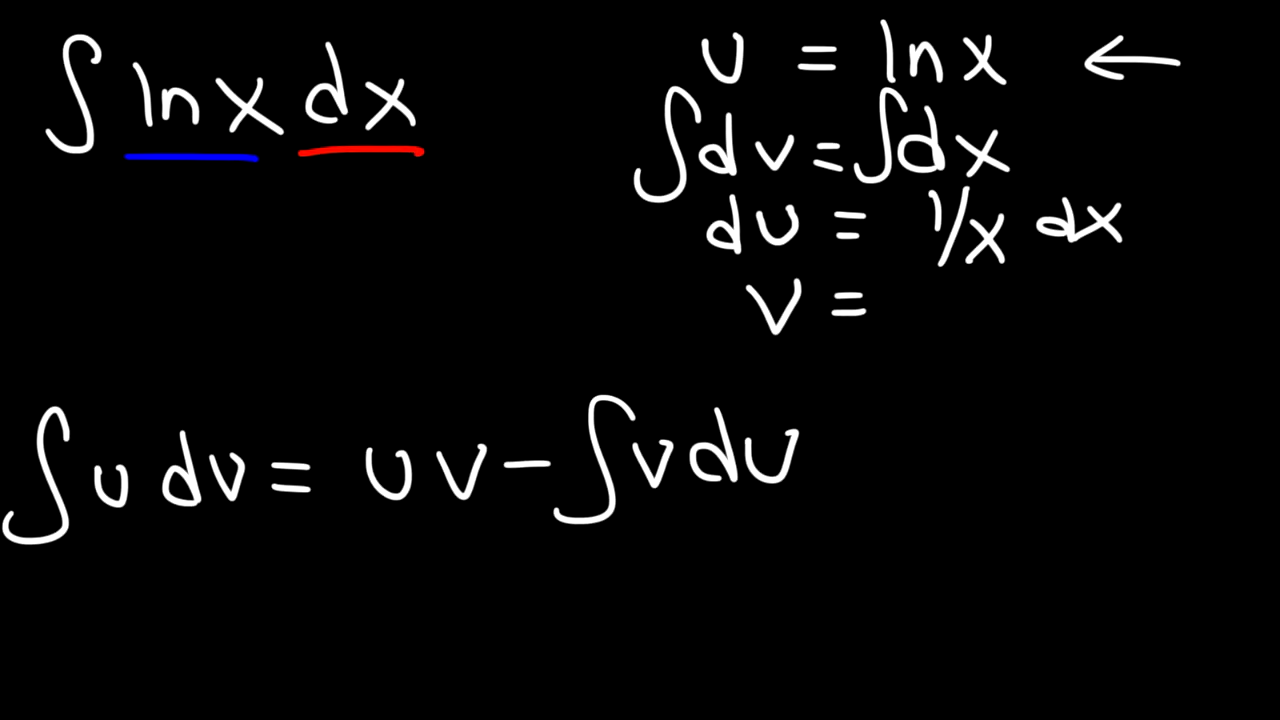 ∫ ln x dx
u = ln x ←
∫dv = ∫dx
du = 1/x dx
v =
∫u dv = uv − ∫v du